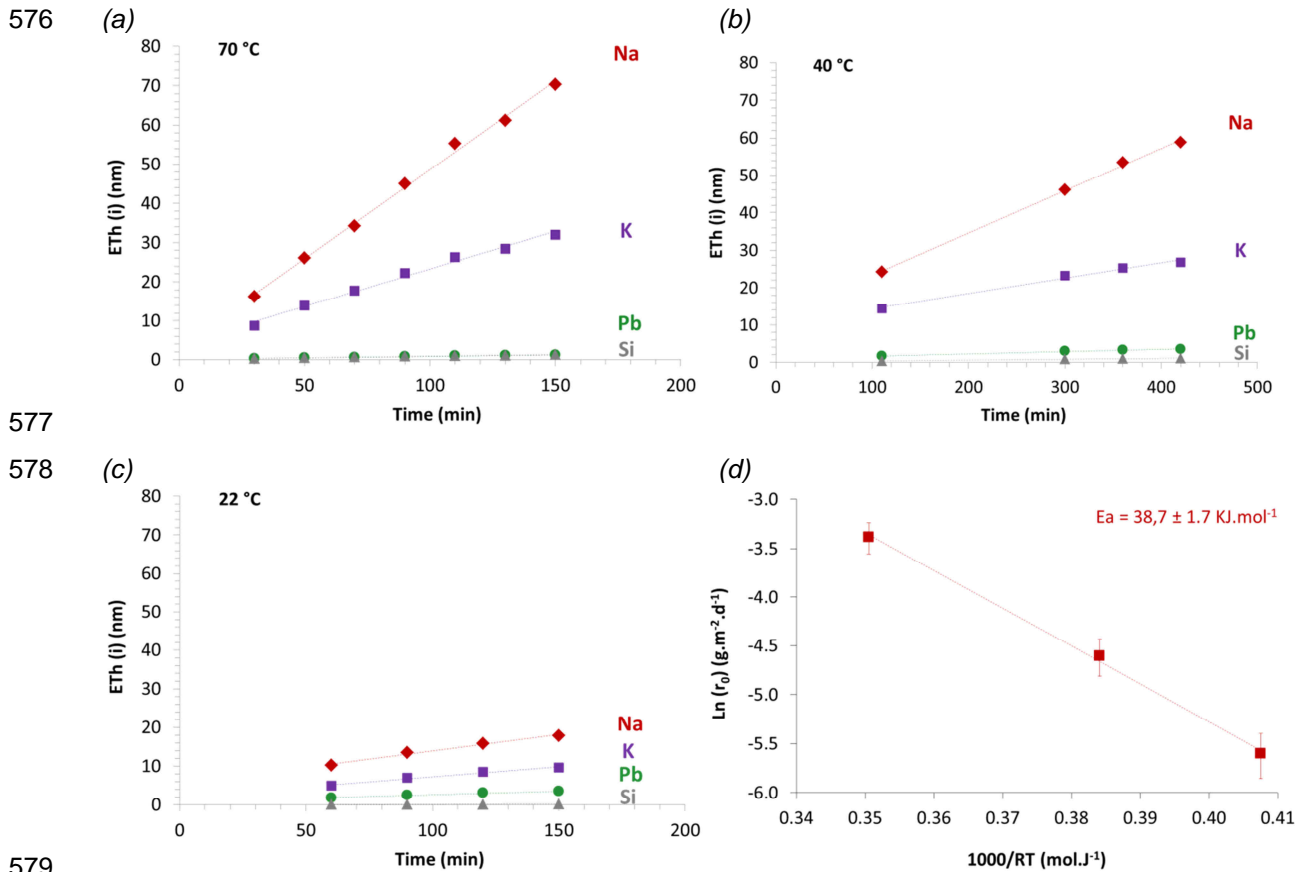 576 (a) (b)
80
70 °C
Na
70
60
50
40
30
20
10
0
K
Pb
Si
ETh (i) (nm)
0 50 100 150 200
Time (min)
80
40 °C
70
60
50
40
30
20
10
0
Na
K
Pb
Si
ETh (i) (nm)
0 100 200 300 400 500
Time (min)
577
578 (c) (d)
80
22 °C
70
60
50
40
30
20
10
0
Na
K
Pb
Si
ETh (i) (nm)
0 50 100 150 200
Time (min)
-3.0
Ea = 38,7 ± 1.7 KJ.mol-1
-3.5
-4.0
-4.5
-5.0
-5.5
-6.0
Ln (r0) (g.m-2.d-1)
0.34 0.35 0.36 0.37 0.38 0.39 0.40 0.41
1000/RT (mol.J-1)
579